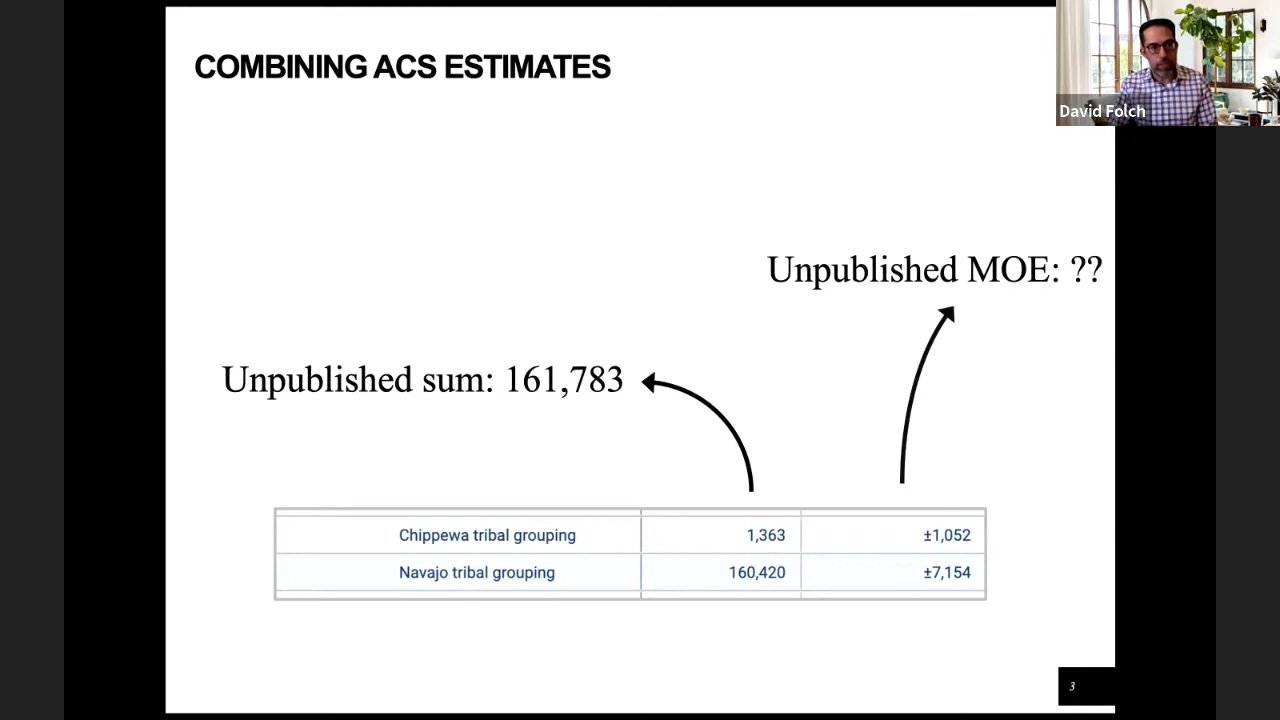 COMBINING ACS ESTIMATES
David Folch
Unpublished MOE: ??
Unpublished sum: 161,783
Chippewa tribal grouping 1,363 ±1,052
Navajo tribal grouping 160,420 ±7,154
3